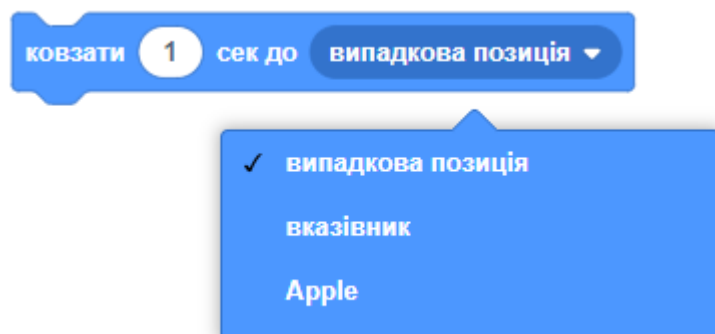 ковзати 1 сек до випадкова позиція
✓ випадкова позиція
вказівник
Apple